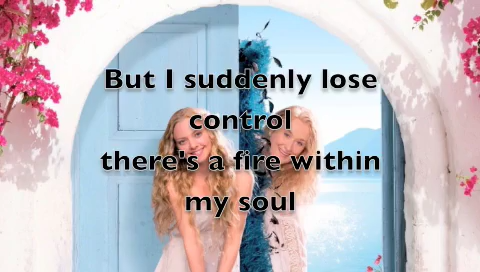 But I suddenly lose
control
there's a fire within
my soul